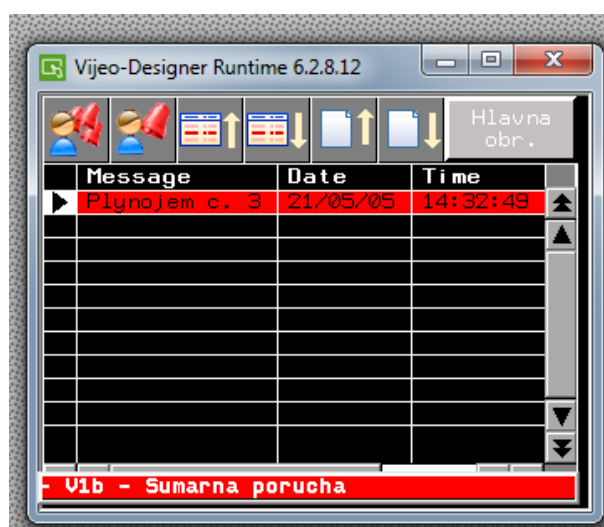 Vijeo-Designer Runtime 6.2.8.12
Hlavna
obr.
Message Date Time
Plynojem c. 3 21/05/05 14:32:49
- V1b - Sumarna porucha